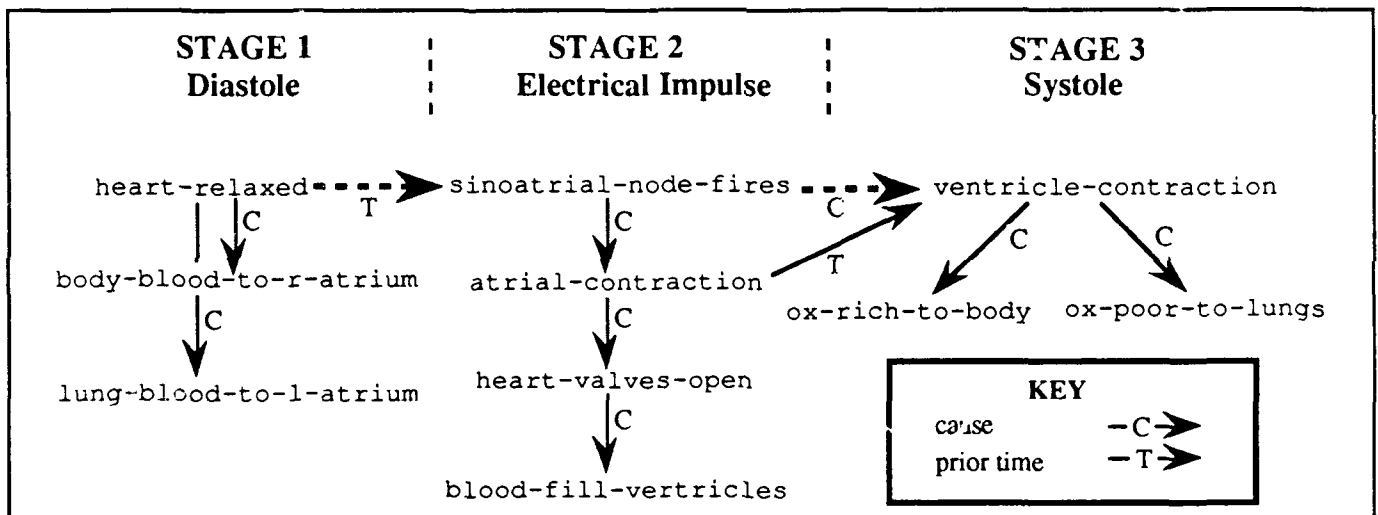 STAGE 1
Diastole
STAGE 2
Electrical Impulse
STAGE 3
Systole
heart-relaxed
T
sinoatrial-node-fires
C
ventricle-contraction
C
C
C
C
body-blood-to-r-atrium
atrial-contraction
T
C
C
ox-rich-to-body
ox-poor-to-lungs
lung-blood-to-l-atrium
heart-valves-open
C
blood-fill-vertricles
KEY
cause
C
prior time
T